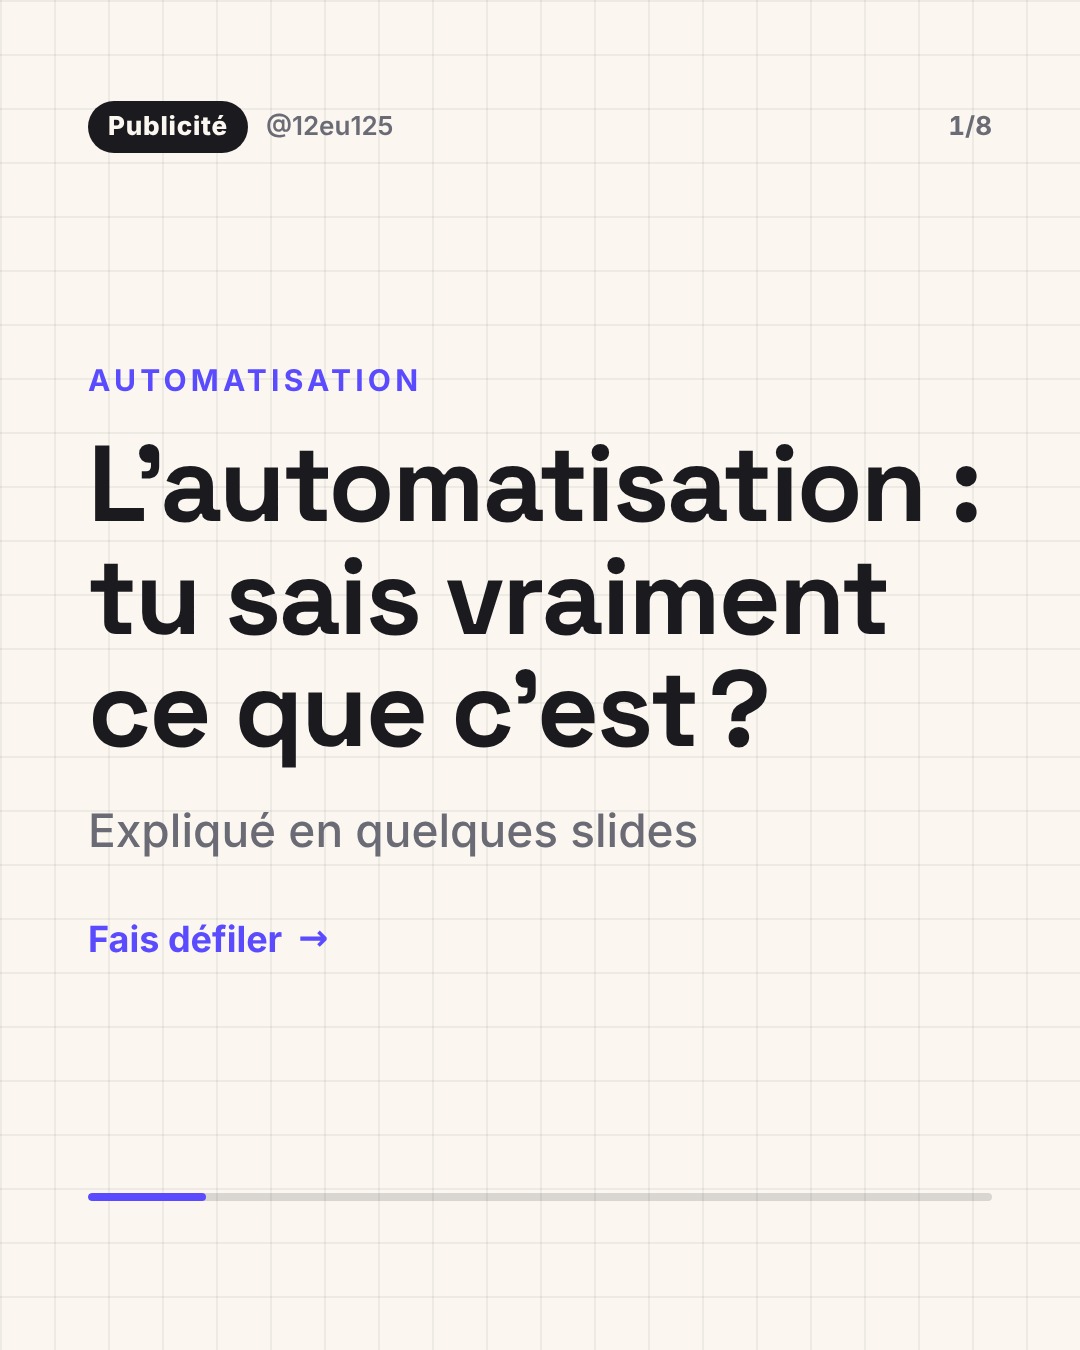 Publicité @12eu125 1/8
AUTOMATISATION
L’automatisation :
tu sais vraiment
ce que c’est ?
Expliqué en quelques slides
Fais défiler →